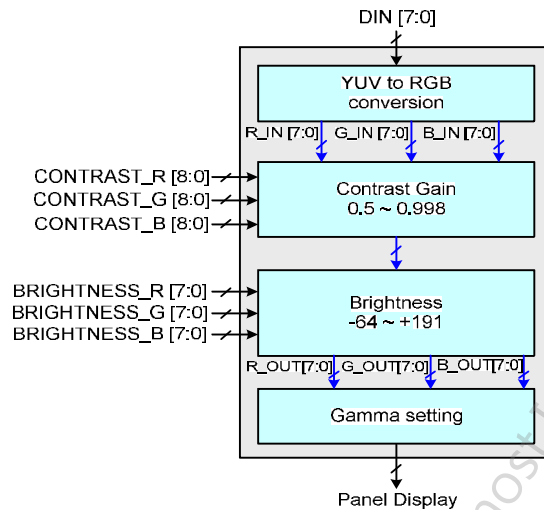 DIN [7:0]
YUV to RGB
conversion
R_IN [7:0] G_IN [7:0] B_IN [7:0]
CONTRAST_R [8:0]
CONTRAST_G [8:0]
CONTRAST_B [8:0]
Contrast Gain
0.5 ~ 0.998
BRIGHTNESS_R [7:0]
BRIGHTNESS_G [7:0]
BRIGHTNESS_B [7:0]
Brightness
-64 ~ +191
R_OUT[7:0] G_OUT[7:0] B_OUT[7:0]
Gamma setting
Panel Display